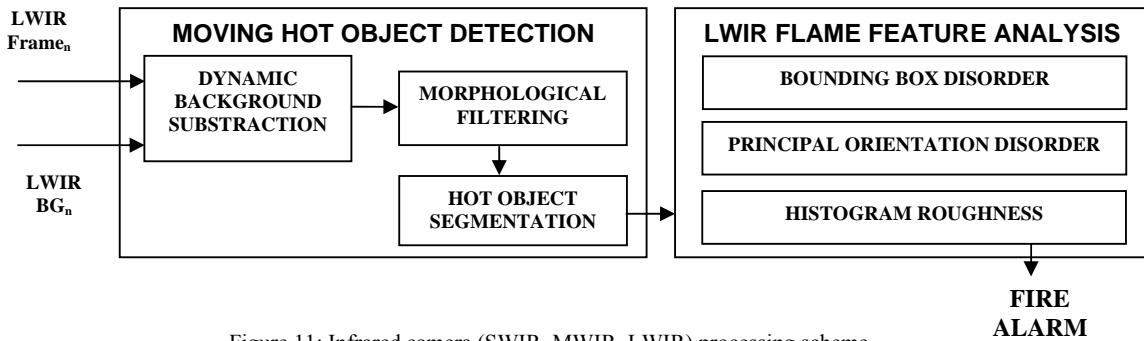 LWIR
Frameₙ
MOVING HOT OBJECT DETECTION
DYNAMIC
BACKGROUND
SUBSTRACTION
MORPHOLOGICAL
FILTERING
HOT OBJECT
SEGMENTATION
LWIR
BGₙ
LWIR FLAME FEATURE ANALYSIS
BOUNDING BOX DISORDER
PRINCIPAL ORIENTATION DISORDER
HISTOGRAM ROUGHNESS
FIRE
ALARM
Figure 11: Infrared camera (SWIR, MWIR, LWIR) processing scheme